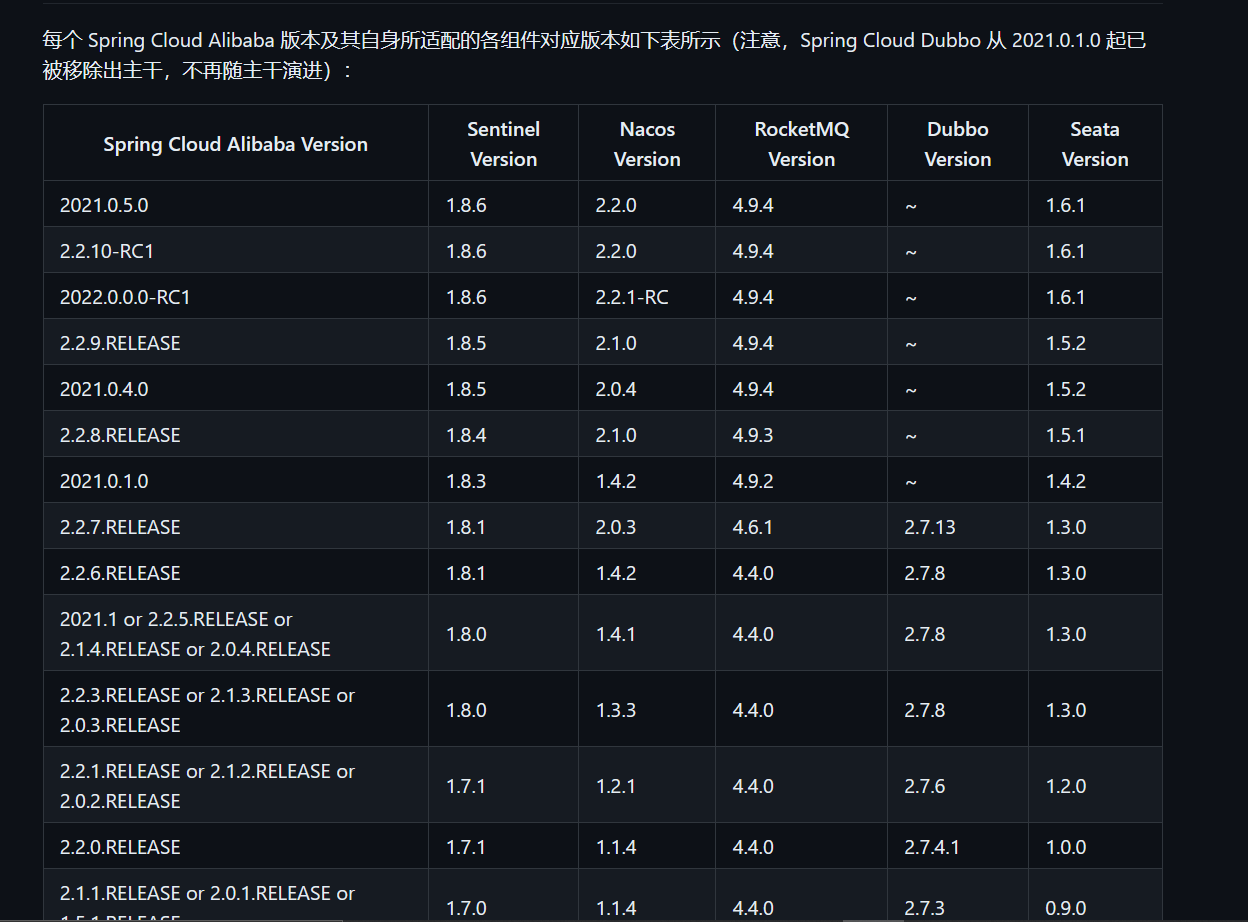 每个 Spring Cloud Alibaba 版本及其自身所适配的各组件对应版本如下表所示（注意，Spring Cloud Dubbo 从 2021.0.1.0 起已
被移除出主干，不再随主干演进）：
Spring Cloud Alibaba Version Sentinel Version Nacos Version RocketMQ Version Dubbo Version Seata Version
2021.0.5.0 1.8.6 2.2.0 4.9.4 ~ 1.6.1
2.2.10-RC1 1.8.6 2.2.0 4.9.4 ~ 1.6.1
2022.0.0.0-RC1 1.8.6 2.2.1-RC 4.9.4 ~ 1.6.1
2.2.9.RELEASE 1.8.5 2.1.0 4.9.4 ~ 1.5.2
2021.0.4.0 1.8.5 2.0.4 4.9.4 ~ 1.5.2
2.2.8.RELEASE 1.8.4 2.1.0 4.9.3 ~ 1.5.1
2021.0.1.0 1.8.3 1.4.2 4.9.2 ~ 1.4.2
2.2.7.RELEASE 1.8.1 2.0.3 4.6.1 2.7.13 1.3.0
2.2.6.RELEASE 1.8.1 1.4.2 4.4.0 2.7.8 1.3.0
2021.1 or 2.2.5.RELEASE or
2.1.4.RELEASE or 2.0.4.RELEASE 1.8.0 1.4.1 4.4.0 2.7.8 1.3.0
2.2.3.RELEASE or 2.1.3.RELEASE or
2.0.3.RELEASE 1.8.0 1.3.3 4.4.0 2.7.8 1.3.0
2.2.1.RELEASE or 2.1.2.RELEASE or
2.0.2.RELEASE 1.7.1 1.2.1 4.4.0 2.7.6 1.2.0
2.2.0.RELEASE 1.7.1 1.1.4 4.4.0 2.7.4.1 1.0.0
2.1.1.RELEASE or 2.0.1.RELEASE or
1.7.0 1.1.4 4.4.0 2.7.3 0.9.0